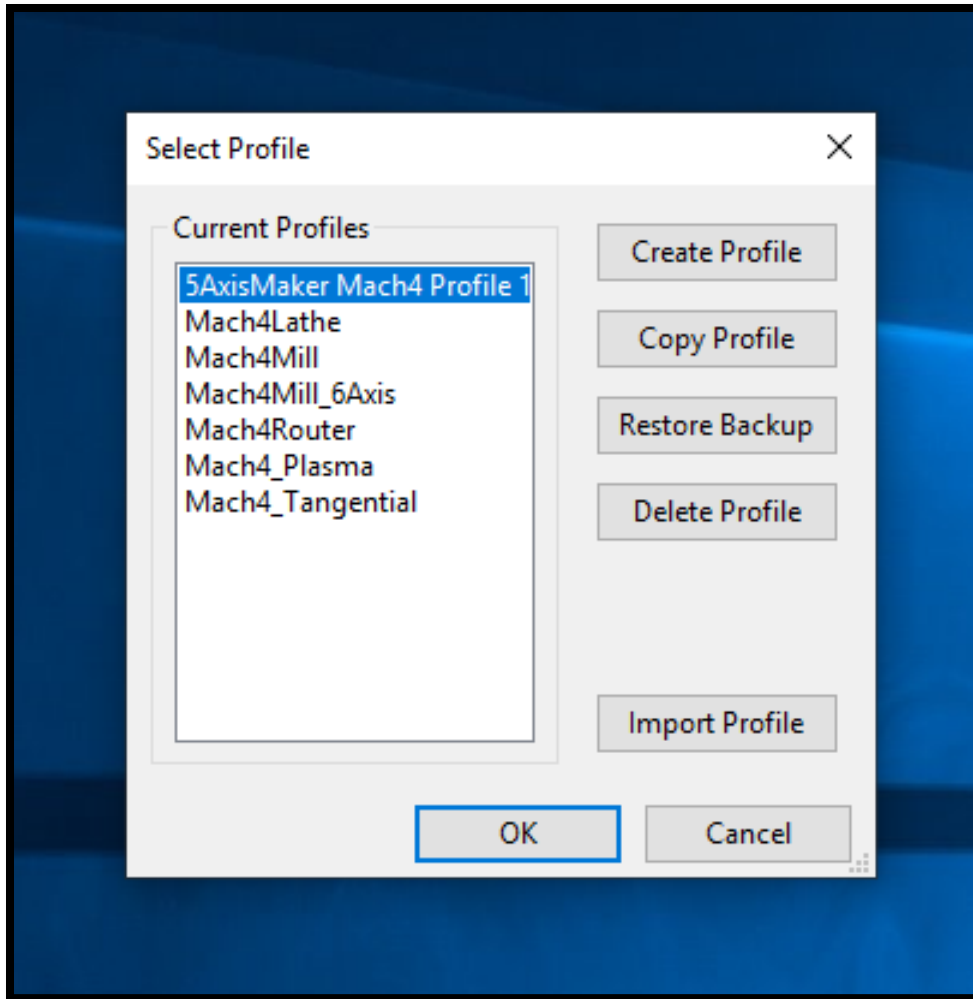 Select Profile
Current Profiles
5AxisMaker Mach4 Profile 1
Mach4Lathe
Mach4Mill
Mach4Mill_6Axis
Mach4Router
Mach4_Plasma
Mach4_Tangential
Create Profile
Copy Profile
Restore Backup
Delete Profile
Import Profile
OK
Cancel